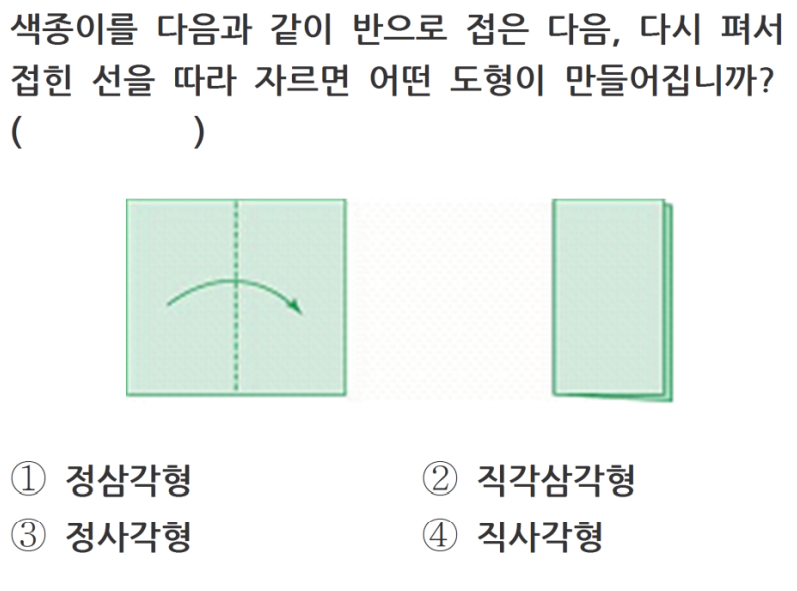 색종이를 다음과 같이 반으로 접은 다음, 다시 펴서
접힌 선을 따라 자르면 어떤 도형이 만들어집니까?
(          )
① 정삼각형 ② 직각삼각형
③ 정사각형 ④ 직사각형